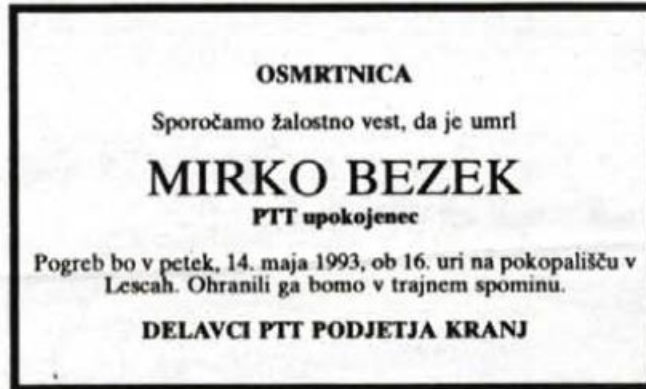 OSMRTNICA
Sporočamo žalostno vest, da je umrl
MIRKO BEZEK
PTT upokojenec
Pogreb bo v petek, 14. maja 1993, ob 16. uri na pokopališču v
Lescah. Ohranili ga bomo v trajnem spominu.
DELAVCI PTT PODJETJA KRANJ